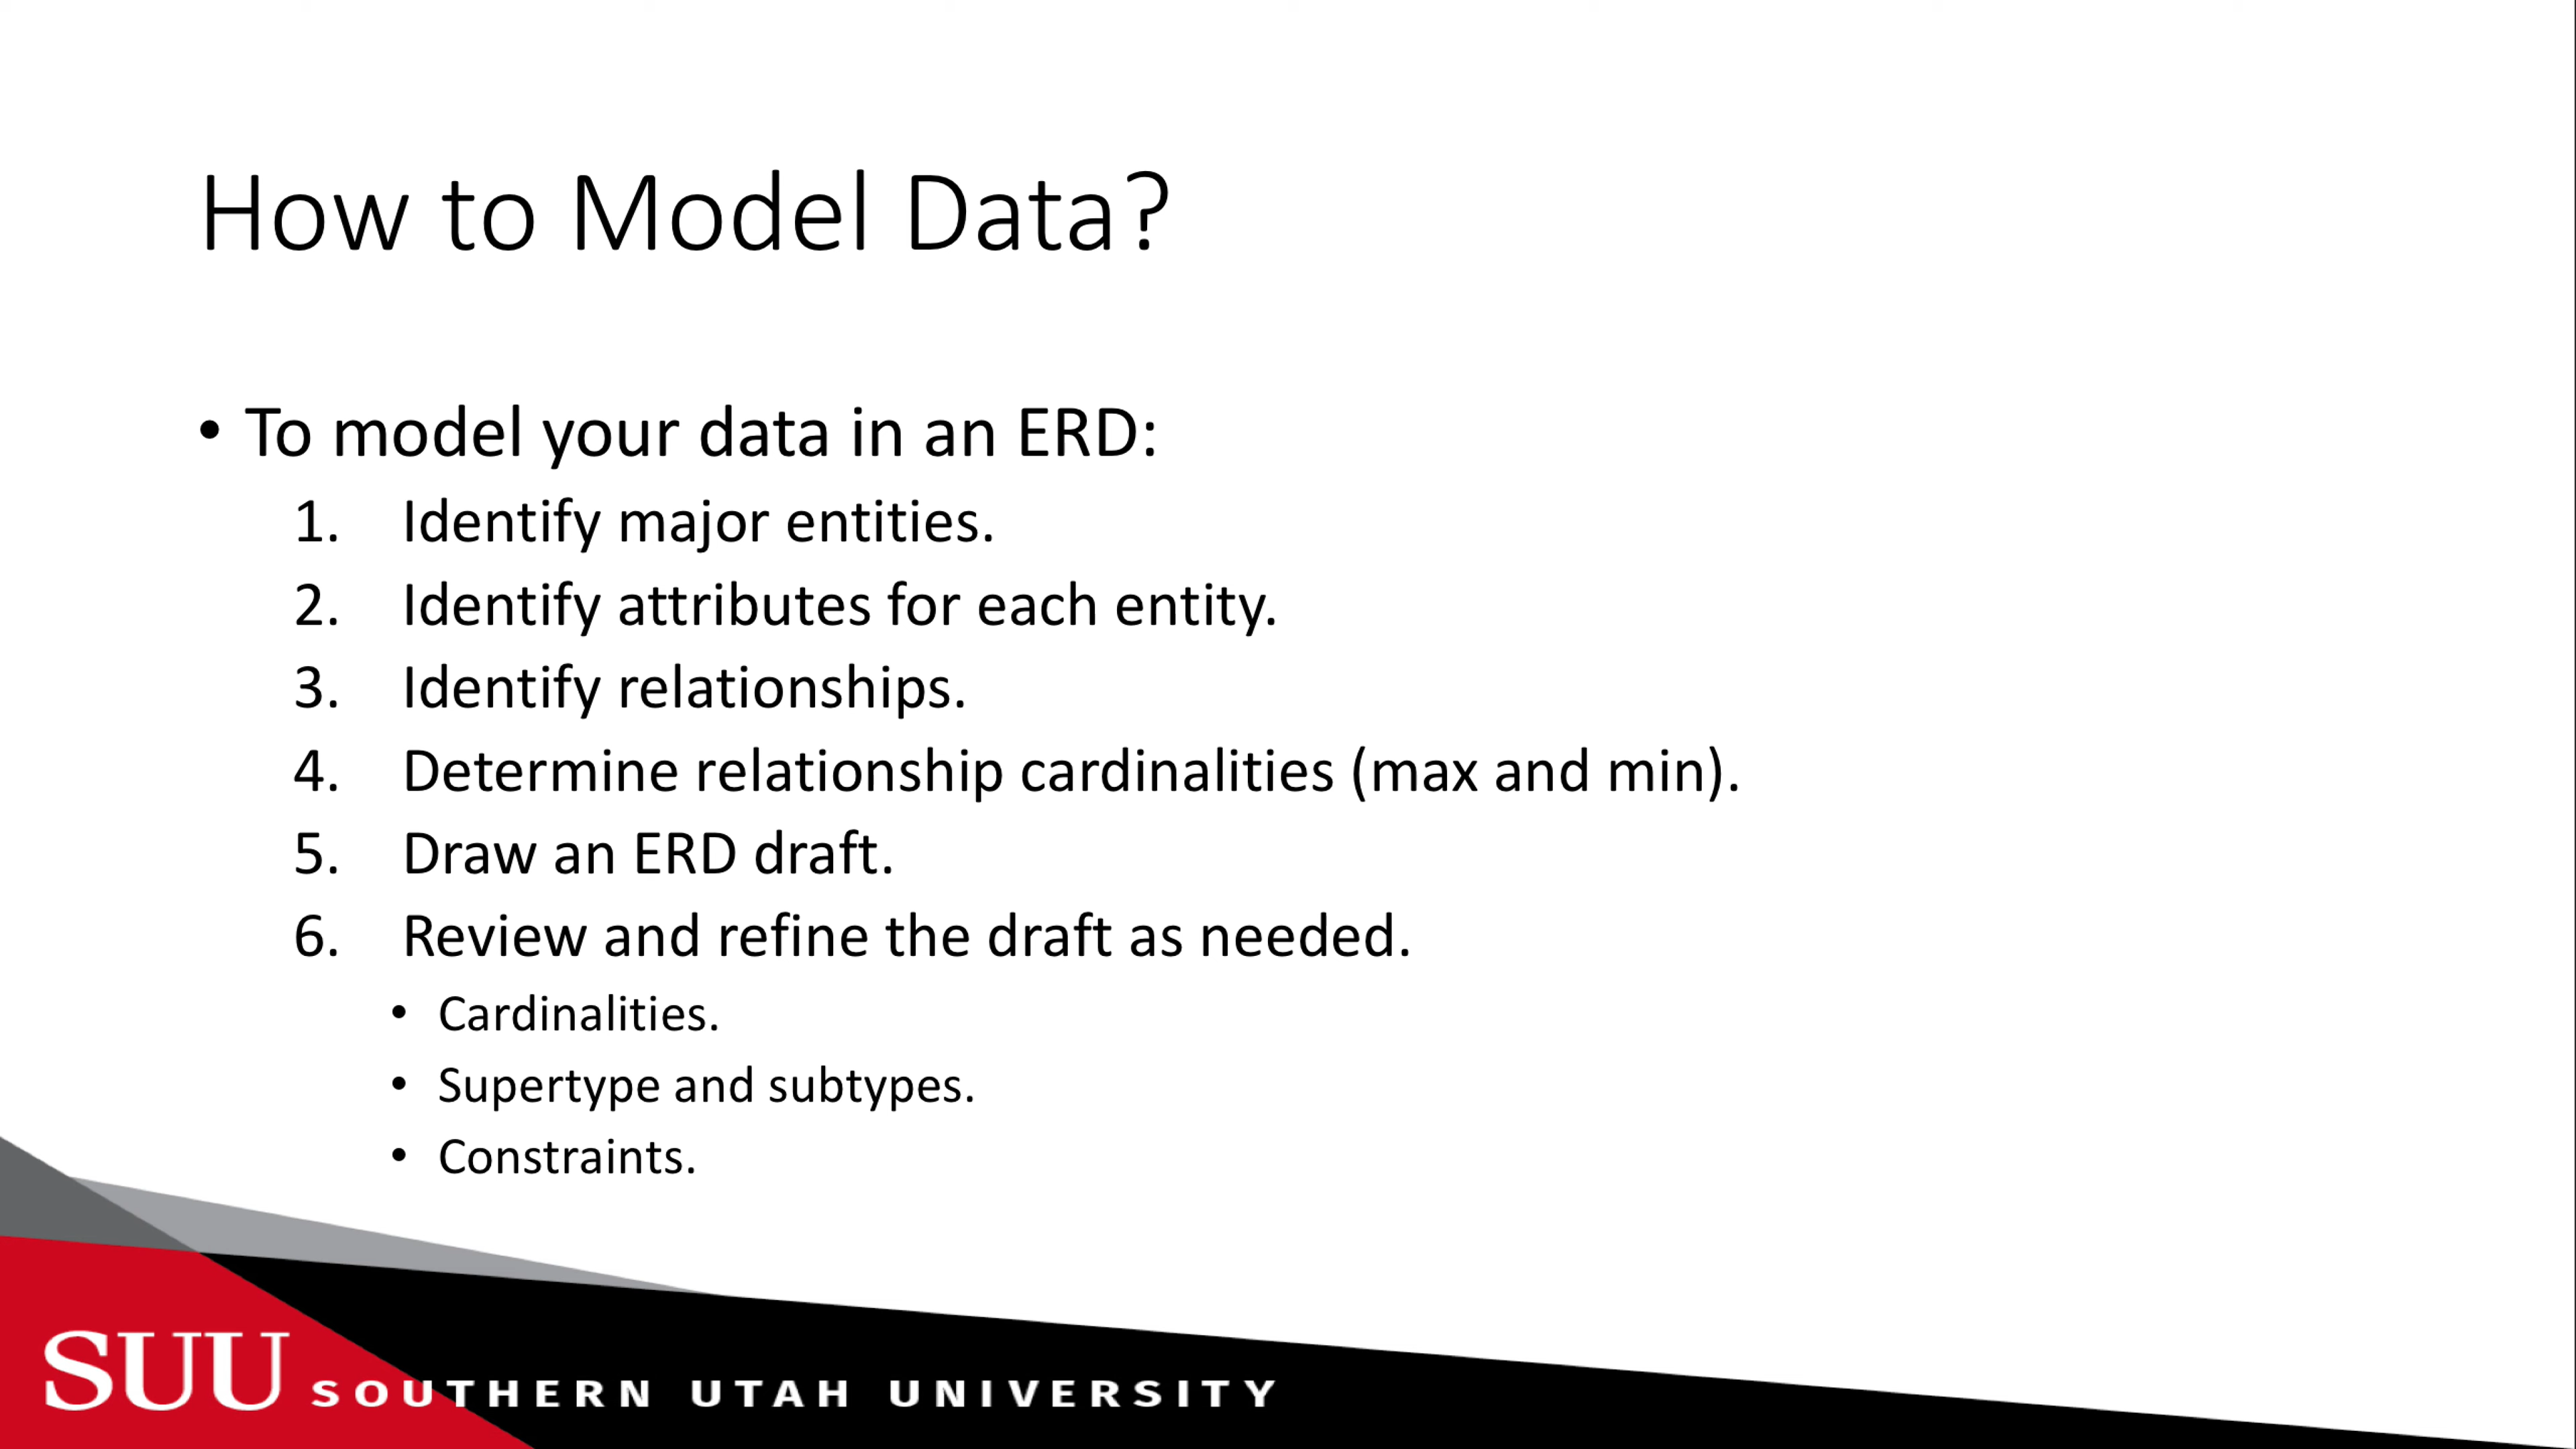 How to Model Data?
• To model your data in an ERD:
1. Identify major entities.
2. Identify attributes for each entity.
3. Identify relationships.
4. Determine relationship cardinalities (max and min).
5. Draw an ERD draft.
6. Review and refine the draft as needed.
• Cardinalities.
• Supertype and subtypes.
• Constraints.
SUU SOUTHERN UTAH UNIVERSITY